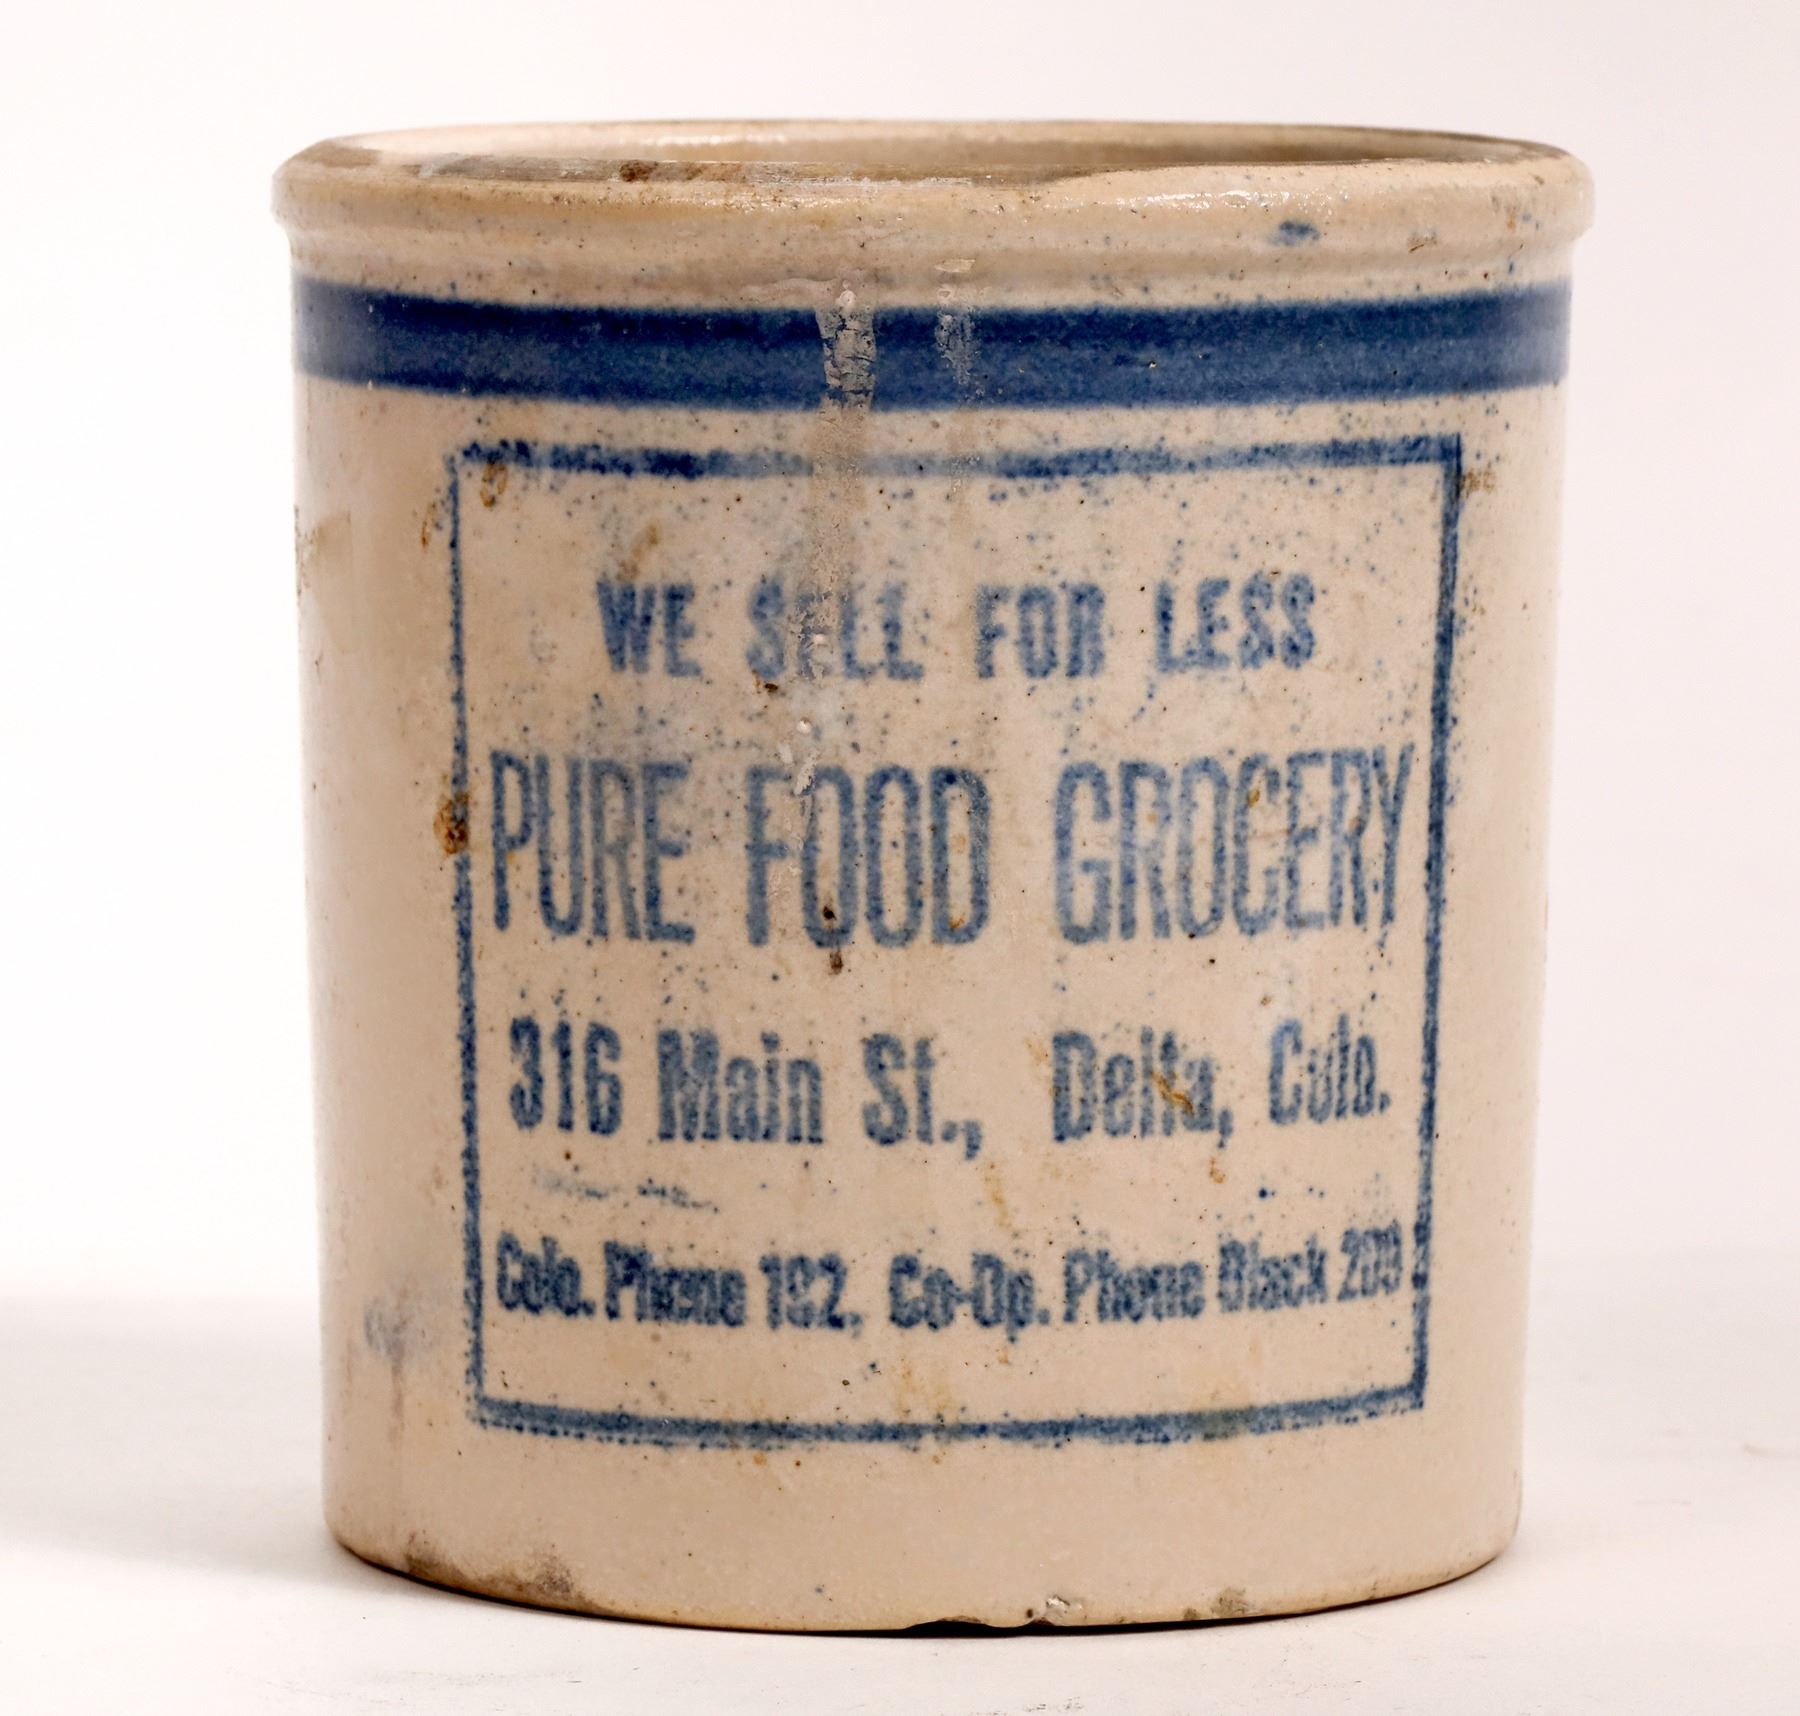 WE SELL FOR LESS
PURE FOOD GROCERY
316 Main St., Delta, Colo.
Colo. Phone 192, Co-Op. Phone Black 209